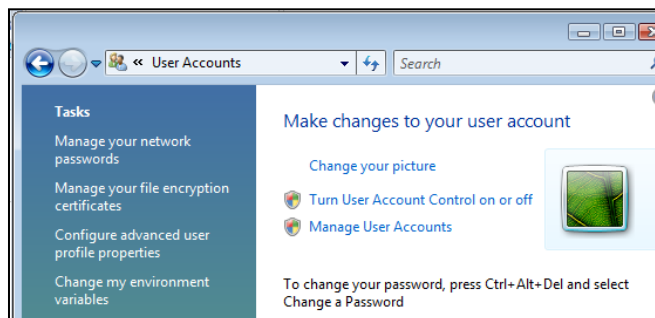 « User Accounts
Search
Tasks
Manage your network
passwords
Manage your file encryption
certificates
Configure advanced user
profile properties
Change my environment
variables
Make changes to your user account
Change your picture
Turn User Account Control on or off
Manage User Accounts
To change your password, press Ctrl+Alt+Del and select
Change a Password